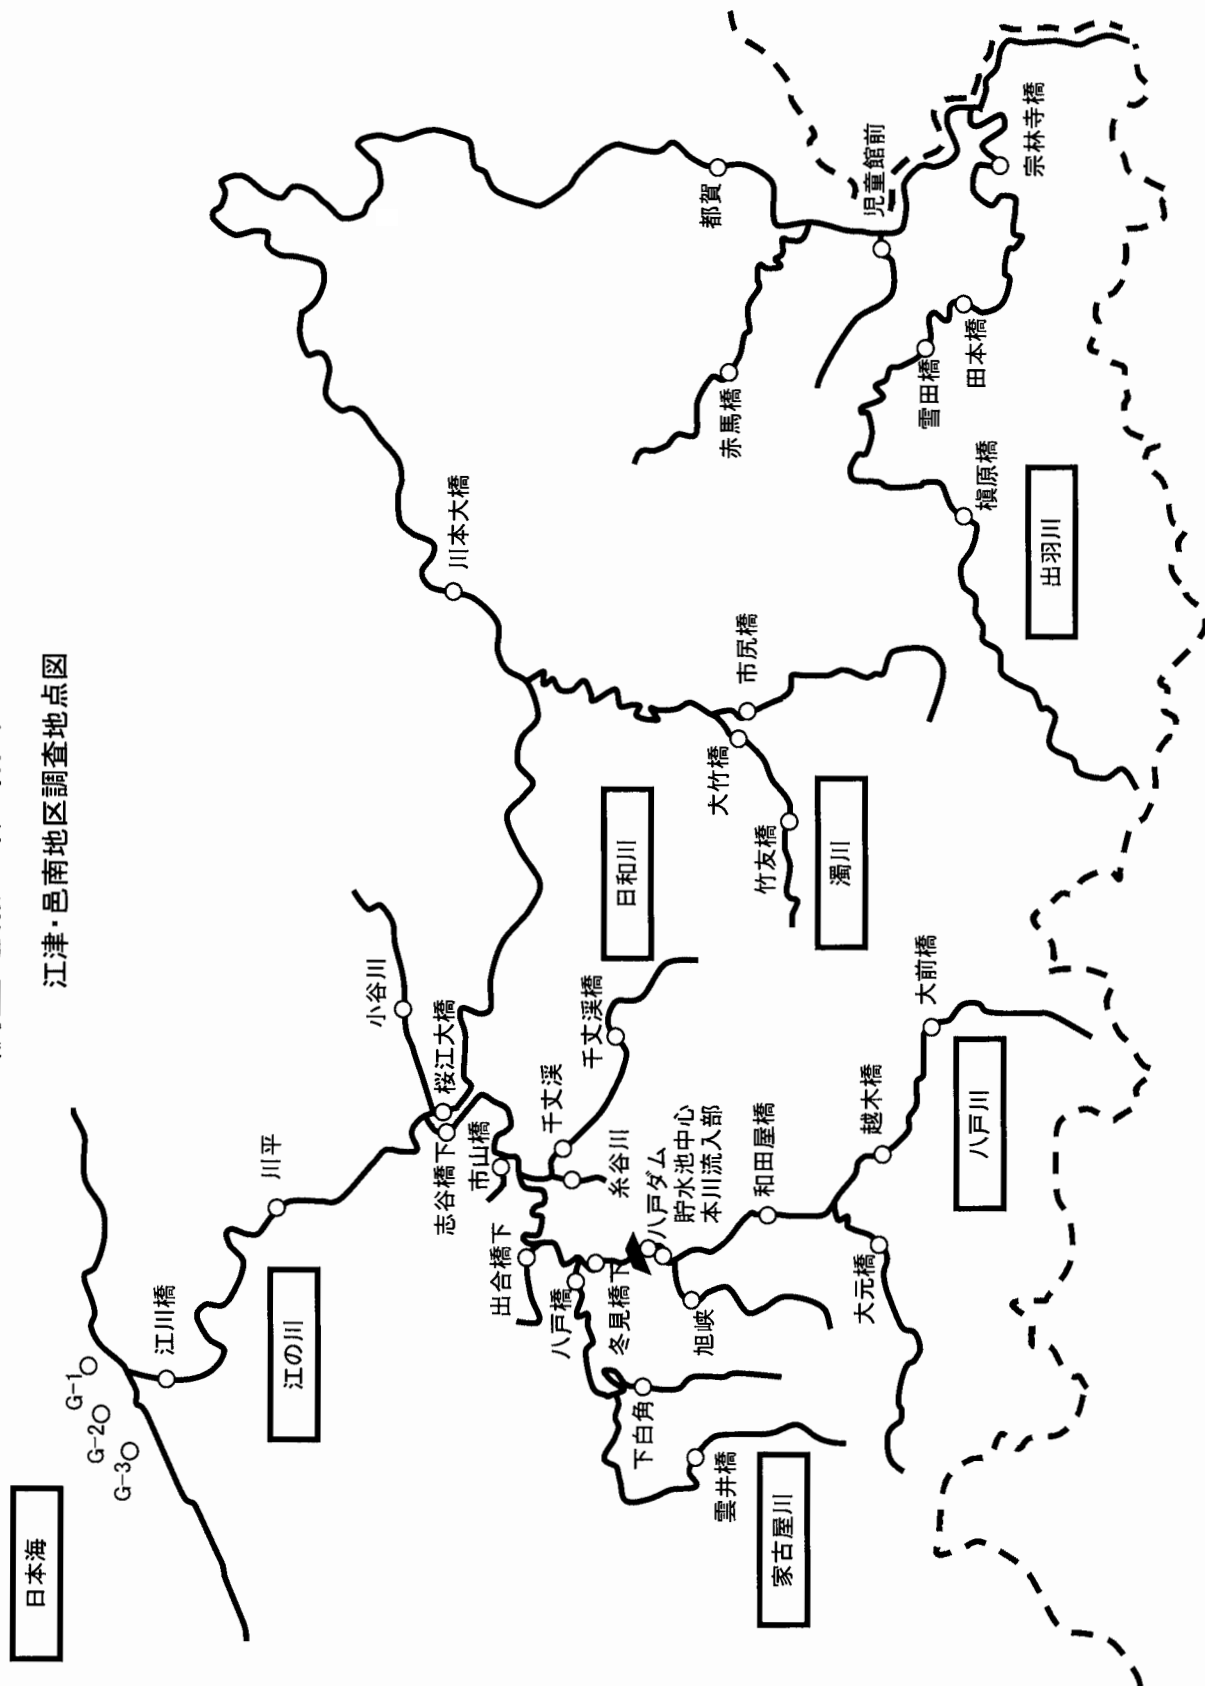 江津・邑南地区調査地点図
日本海
G-1
G-2
G-3
江川橋
江の川
川平
小谷川
桜江大橋
志谷橋下
市山橋
千丈渓
千丈渓橋
糸谷川
日和川
出合橋下
八戸橋
冬見橋下
八戸ダム
貯水池中心
本川流入部
旭峡
和田屋橋
越木橋
大前橋
八戸川
大元橋
下白角
雲井橋
家古屋川
川本大橋
市尻橋
大竹橋
竹友橋
濁川
都賀
児童館前
赤馬橋
宗林寺橋
田本橋
雪田橋
槇原橋
出羽川